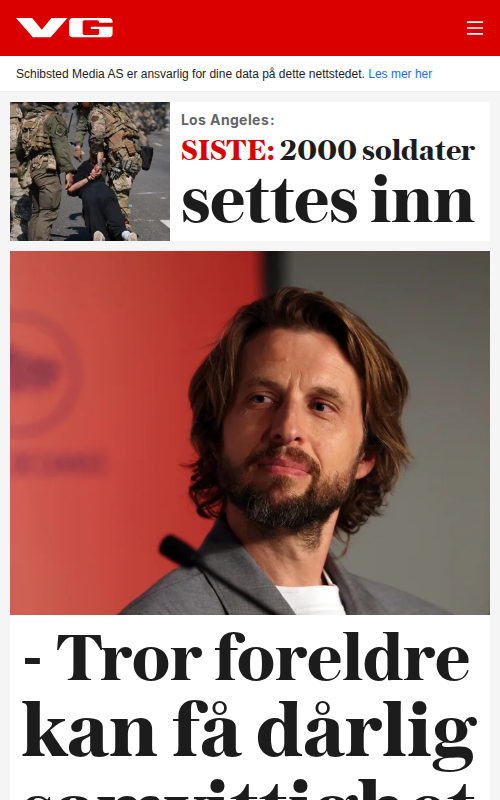 VG
Schibsted Media AS er ansvarlig for dine data på dette nettstedet. Les mer her
Los Angeles:
SISTE: 2000 soldater
settes inn
- Tror foreldre
kan få dårlig
samvittighet